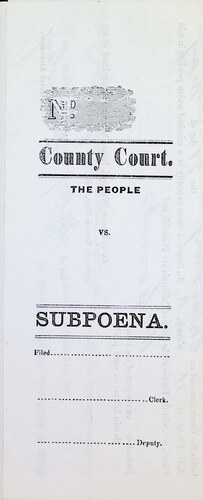 No
County Court.
THE PEOPLE
vs.
SUBPOENA.
Filed........................................
........................................Clerk.
........................................Deputy.